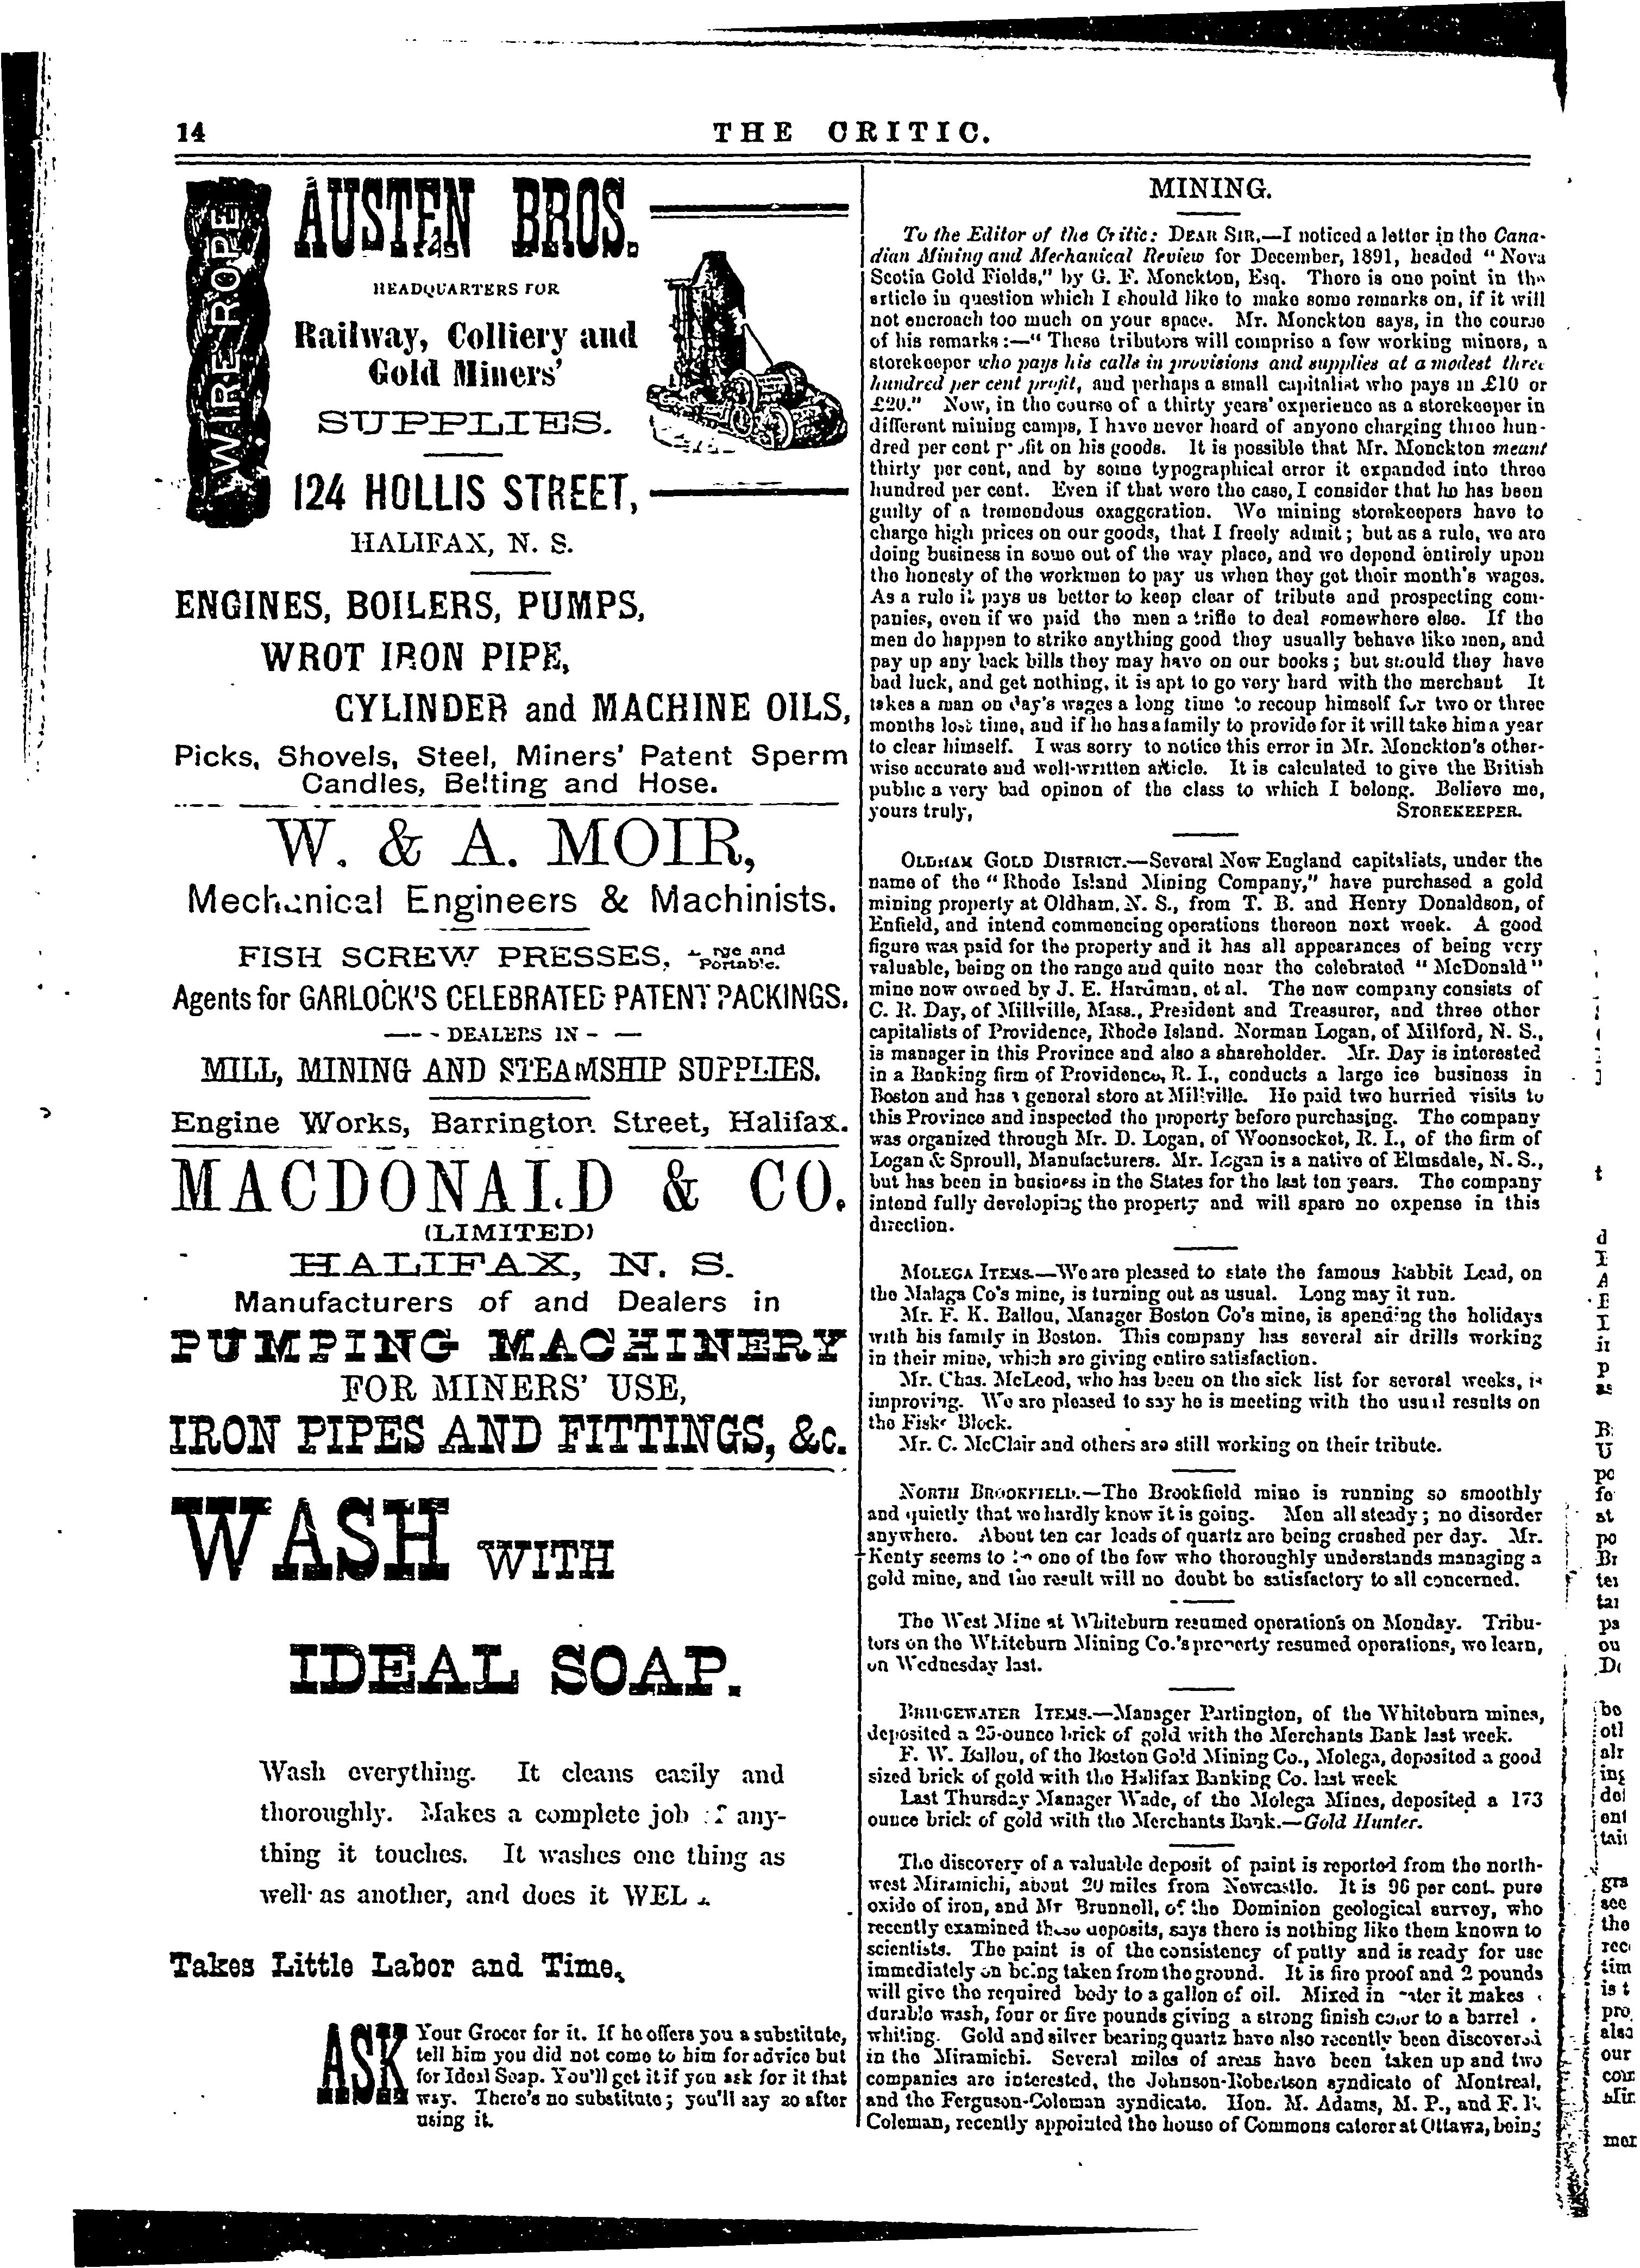 14
THE CRITIC.
WIRE ROPE
AUSTEN BROS.
HEADQUARTERS FOR
Railway, Colliery and
Gold Miners'
SUPPLIES.
124 HOLLIS STREET,
HALIFAX, N. S.
ENGINES, BOILERS, PUMPS,
WROT IRON PIPE,
CYLINDER and MACHINE OILS,
Picks, Shovels, Steel, Miners' Patent Sperm
Candles, Belting and Hose.
W. & A. MOIR,
Mechanical Engineers & Machinists.
FISH SCREW PRESSES, Large and
Portable.
Agents for GARLOCK'S CELEBRATED PATENT PACKINGS.
DEALERS IN
MILL, MINING AND STEAMSHIP SUPPLIES.
Engine Works, Barrington Street, Halifax.
MACDONALD & CO.
(LIMITED)
HALIFAX, N. S.
Manufacturers of and Dealers in
PUMPING MACHINERY
FOR MINERS' USE,
IRON PIPES AND FITTINGS, &c.
WASH WITH
IDEAL SOAP.
Wash everything. It cleans easily and
thoroughly. Makes a complete job of any-
thing it touches. It washes one thing as
well as another, and does it WEL
Takes Little Labor and Time.
ASK Your Grocer for it. If he offers you a substitute,
tell him you did not come to him for advice but
for Ideal Soap. You'll get it if you ask for it that
way. There's no substitute; you'll say so after
using it.
MINING.
To the Editor of the Critic: DEAR SIR,—I noticed a letter in the Cana-
dian Mining and Mechanical Review for December, 1891, headed "Nova
Scotia Gold Fields," by G. F. Monckton, Esq. There is one point in the
article in question which I should like to make some remarks on, if it will
not encroach too much on your space. Mr. Monckton says, in the course
of his remarks:—"These tributors will comprise a few working miners, a
storekeeper who pays his calls in provisions and supplies at a modest three
hundred per cent profit, and perhaps a small capitalist who pays in £10 or
£20." Now, in the course of a thirty years' experience as a storekeeper in
different mining camps, I have never heard of anyone charging three hun-
dred per cent profit on his goods. It is possible that Mr. Monckton meant
thirty per cent, and by some typographical error it expanded into three
hundred per cent. Even if that were the case, I consider that he has been
guilty of a tremendous exaggeration. We mining storekeepers have to
charge high prices on our goods, that I freely admit; but as a rule, we are
doing business in some out of the way place, and we depend entirely upon
the honesty of the workmen to pay us when they get their month's wages.
As a rule it pays us better to keep clear of tribute and prospecting com-
panies, even if we paid the men a trifle to deal somewhere else. If the
men do happen to strike anything good they usually behave like men, and
pay up any back bills they may have on our books; but should they have
bad luck, and get nothing, it is apt to go very hard with the merchant It
takes a man on day's wages a long time to recoup himself for two or three
months lost time, and if he has a family to provide for it will take him a year
to clear himself. I was sorry to notice this error in Mr. Monckton's other-
wise accurate and well-written article. It is calculated to give the British
public a very bad opinon of the class to which I belong. Believe me,
yours truly, STOREKEEPER.
OLDHAM GOLD DISTRICT.—Several New England capitalists, under the
name of the "Rhode Island Mining Company," have purchased a gold
mining property at Oldham, N. S., from T. B. and Henry Donaldson, of
Enfield, and intend commencing operations thereon next week. A good
figure was paid for the property and it has all appearances of being very
valuable, being on the range and quite near the celebrated "McDonald"
mine now owned by J. E. Hardman, et al. The new company consists of
C. R. Day, of Millville, Mass., President and Treasurer, and three other
capitalists of Providence, Rhode Island. Norman Logan, of Milford, N. S.,
is manager in this Province and also a shareholder. Mr. Day is interested
in a Banking firm of Providence, R. I., conducts a large ice business in
Boston and has a general store at Millville. He paid two hurried visits to
this Province and inspected the property before purchasing. The company
was organized through Mr. D. Logan, of Woonsocket, R. I., of the firm of
Logan & Sproull, Manufacturers. Mr. Logan is a native of Elmsdale, N. S.,
but has been in business in the States for the last ten years. The company
intend fully developing the property and will spare no expense in this
direction.
MOLEGA ITEMS.—We are pleased to state the famous Rabbit Lead, on
the Malaga Co's mine, is turning out as usual. Long may it run.
Mr. F. K. Ballou, Manager Boston Co's mine, is spending the holidays
with his family in Boston. This company has several air drills working
in their mine, which are giving entire satisfaction.
Mr. Chas. McLeod, who has been on the sick list for several weeks, is
improving. We are pleased to say he is meeting with the usual results on
the Fiske Block.
Mr. C. McClair and others are still working on their tribute.
NORTH BROOKFIELD.—The Brookfield mine is running so smoothly
and quietly that we hardly know it is going. Men all steady; no disorder
anywhere. About ten car loads of quartz are being crushed per day. Mr.
Kenty seems to be one of the few who thoroughly understands managing a
gold mine, and the result will no doubt be satisfactory to all concerned.
The West Mine at Whiteburn resumed operations on Monday. Tribu-
tors on the Whiteburn Mining Co.'s property resumed operations, we learn,
on Wednesday last.
BRIDGEWATER ITEMS.—Manager Partington, of the Whiteburn mines,
deposited a 25-ounce brick of gold with the Merchants Bank last week.
F. W. Ballou, of the Boston Gold Mining Co., Molega, deposited a good
sized brick of gold with the Halifax Banking Co. last week
Last Thursday Manager Wade, of the Molega Mines, deposited a 173
ounce brick of gold with the Merchants Bank.—Gold Hunter.
The discovery of a valuable deposit of paint is reported from the north-
west Miramichi, about 20 miles from Newcastle. It is 96 per cent. pure
oxide of iron, and Mr Brunnell, of the Dominion geological survey, who
recently examined these deposits, says there is nothing like them known to
scientists. The paint is of the consistency of putty and is ready for use
immediately on being taken from the ground. It is fire proof and 2 pounds
will give the required body to a gallon of oil. Mixed in water it makes
durable wash, four or five pounds giving a strong finish color to a barrel
whiting. Gold and silver bearing quartz have also recently been discovered
in the Miramichi. Several miles of areas have been taken up and two
companies are interested, the Johnson-Robertson syndicate of Montreal,
and the Ferguson-Coleman syndicate. Hon. M. Adams, M. P., and F. R.
Coleman, recently appointed the house of Commons caterer at Ottawa, being